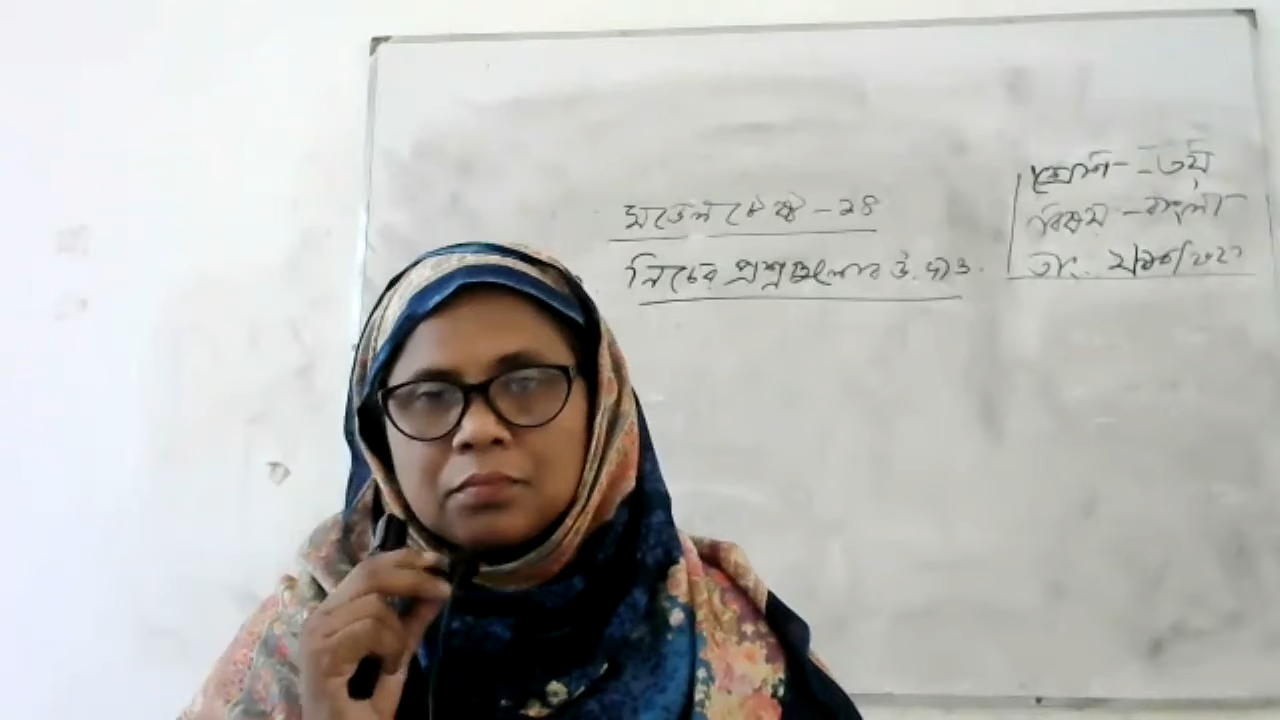 মডেল টেষ্ট - ২৪
নিচের প্রশ্নগুলোর উ. দাও.
শ্রেণি - ৩য়
বিষয় - বাংলা
তাং